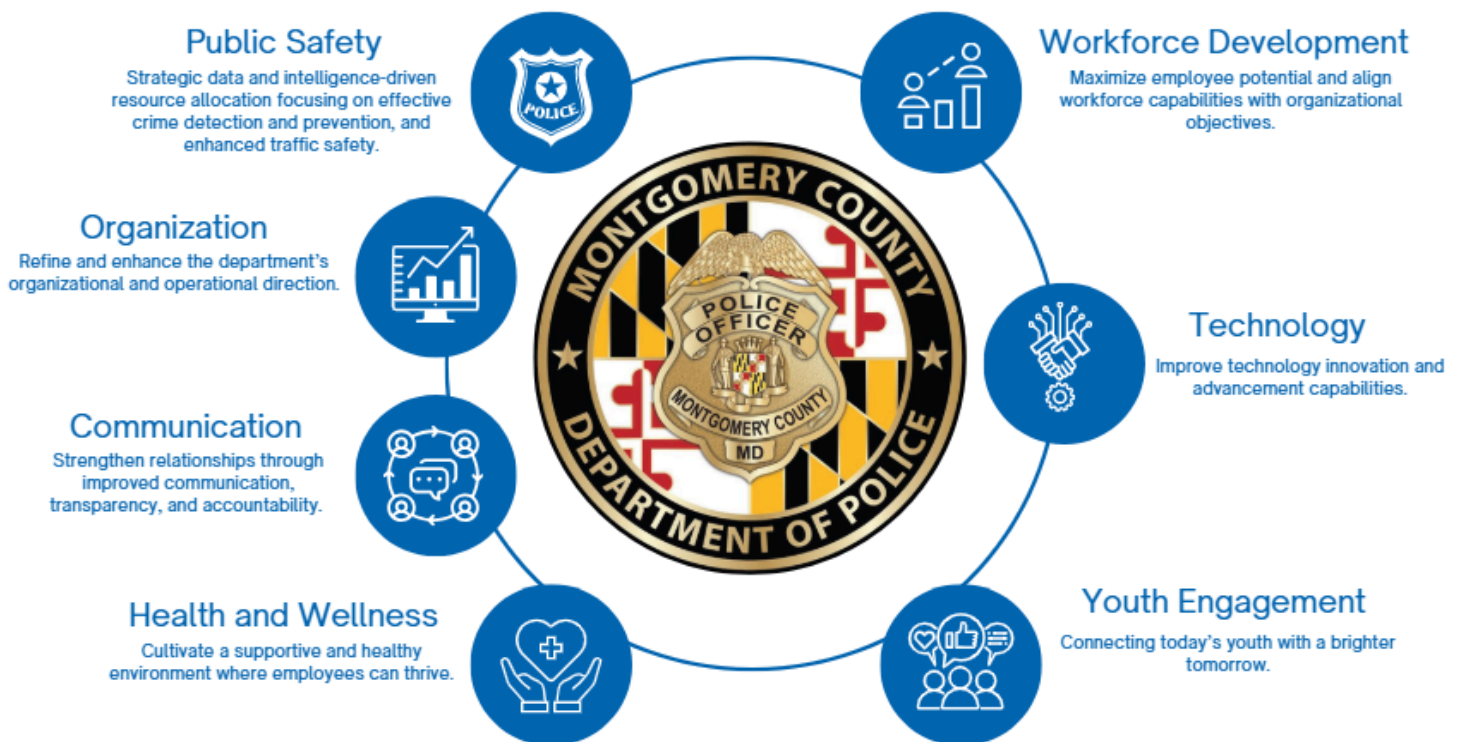 Public Safety
Strategic data and intelligence-driven
resource allocation focusing on effective
crime detection and prevention, and
enhanced traffic safety.
POLICE
Workforce Development
Maximize employee potential and align
workforce capabilities with organizational
objectives.
Organization
Refine and enhance the department's
organizational and operational direction.
MONTGOMERY COUNTY
POLICE
OFFICER
MONTGOMERY COUNTY
MD
DEPARTMENT OF POLICE
Technology
Improve technology innovation and
advancement capabilities.
Communication
Strengthen relationships through
improved communication,
transparency, and accountability.
Health and Wellness
Cultivate a supportive and healthy
environment where employees can thrive.
Youth Engagement
Connecting today's youth with a brighter
tomorrow.